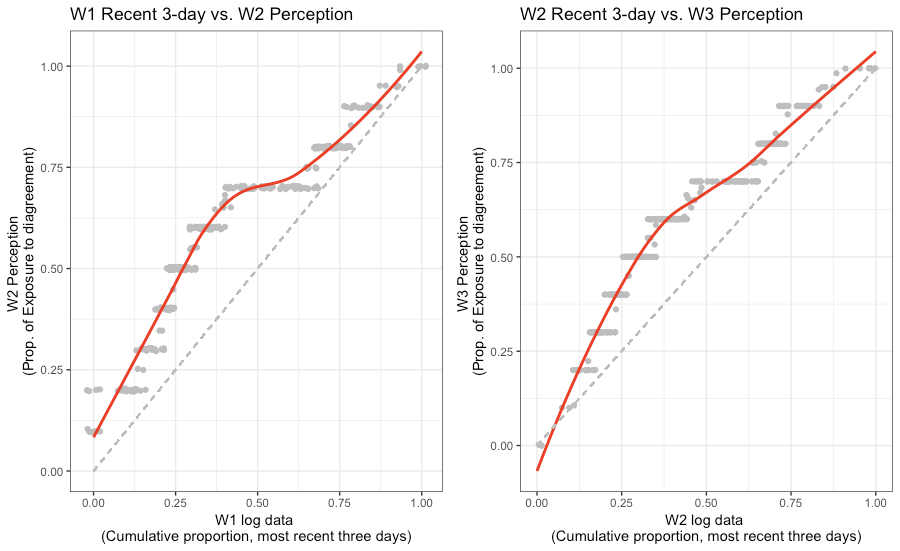 W1 Recent 3-day vs. W2 Perception
W2 Perception
(Prop. of Exposure to diagreement)
1.00
0.75
0.50
0.25
0.00
0.00 0.25 0.50 0.75 1.00
W1 log data
(Cumulative proportion, most recent three days)
W2 Recent 3-day vs. W3 Perception
W3 Perception
(Prop. of Exposure to diagreement)
1.00
0.75
0.50
0.25
0.00
0.00 0.25 0.50 0.75 1.00
W2 log data
(Cumulative proportion, most recent three days)